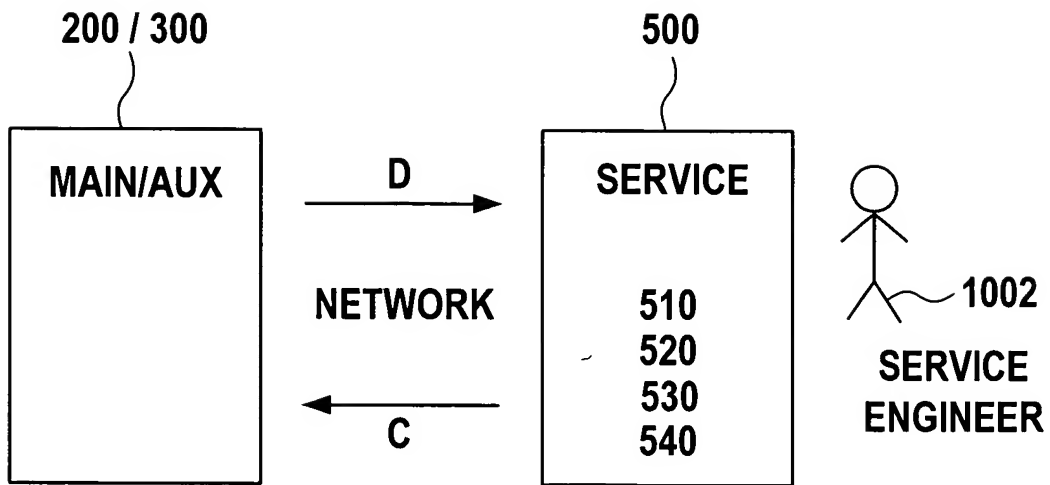 200 / 300
500
MAIN/AUX
D
SERVICE
NETWORK
510
520
530
540
C
1002
SERVICE
ENGINEER